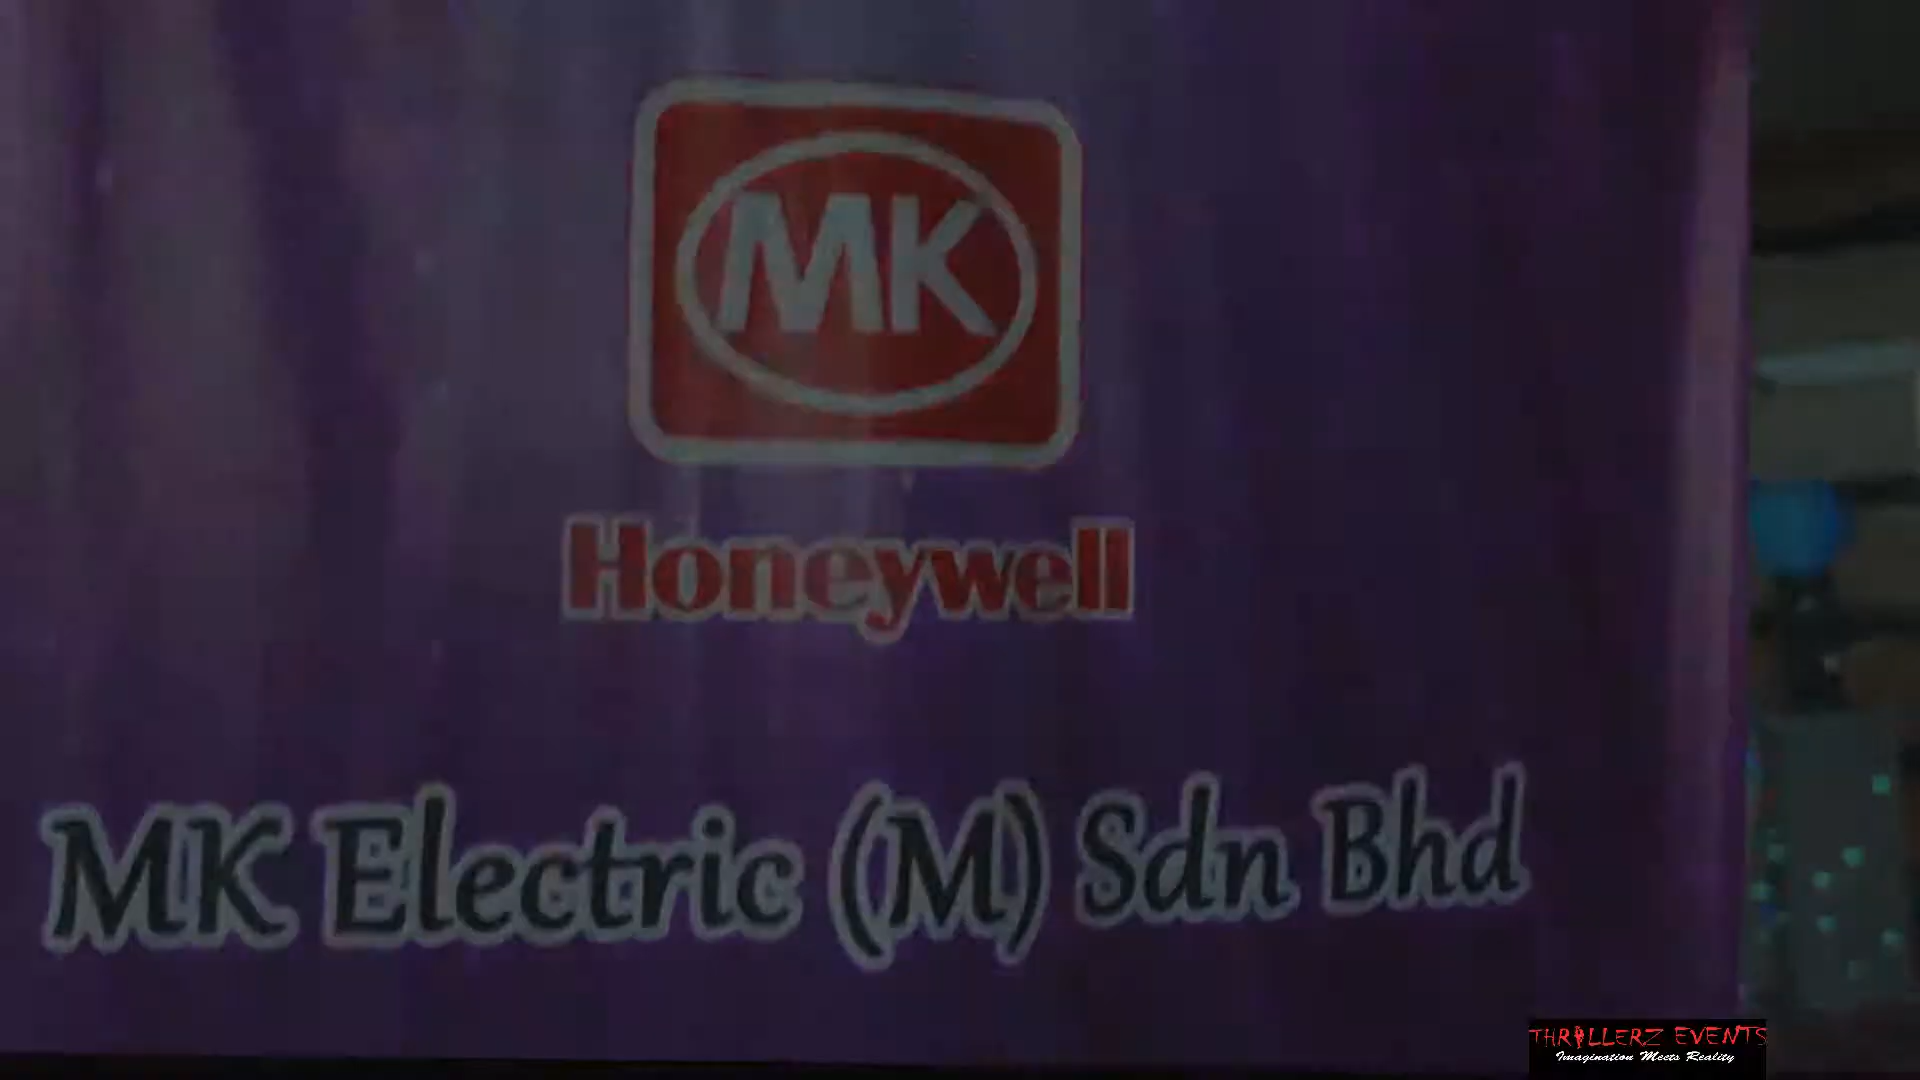 MK
Honeywell
MK Electric (M) Sdn Bhd
THRILLERZ EVENTS
Imagination Meets Reality